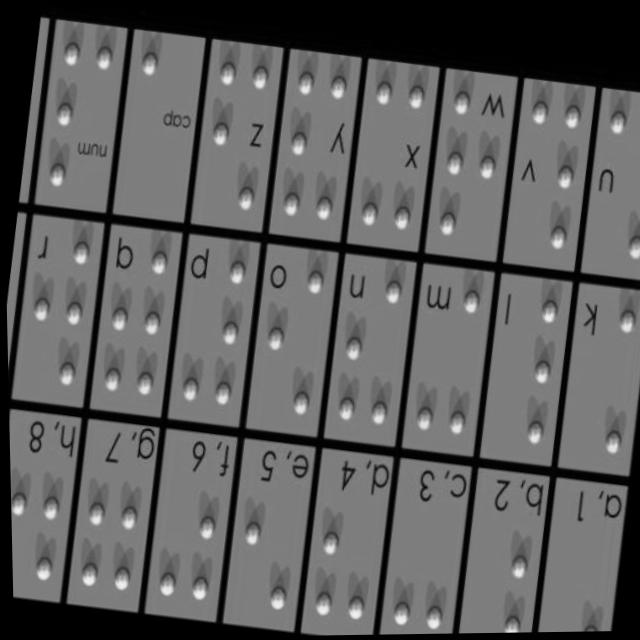 a, 1 b, 2 c, 3 d, 4 e, 5 f, 6 g, 7 h, 8
k l m n o p q r
u v w x y z cap num